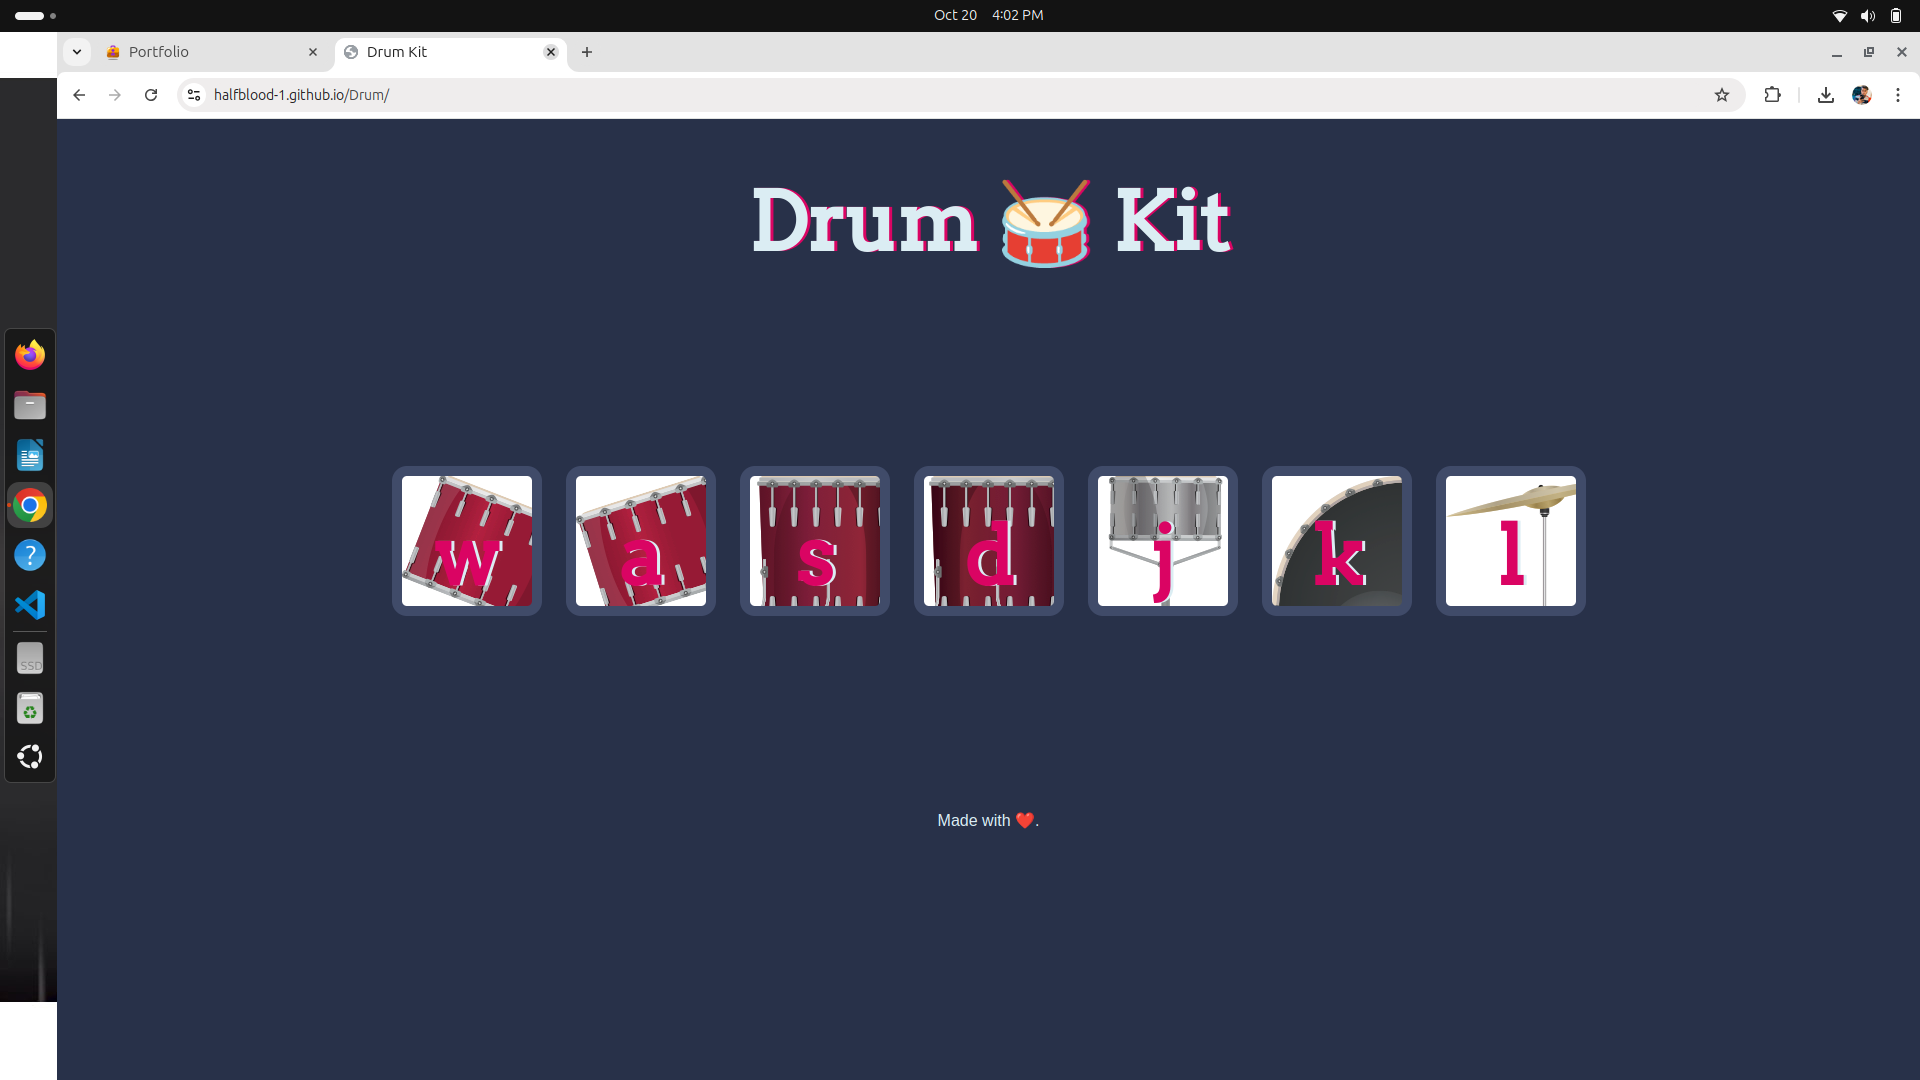 Oct 20 4:02 PM
Portfolio
Drum Kit
halfblood-1.github.io/Drum/
Drum 🥁 Kit
w a s d j k l
?
SSD
Made with ❤️.